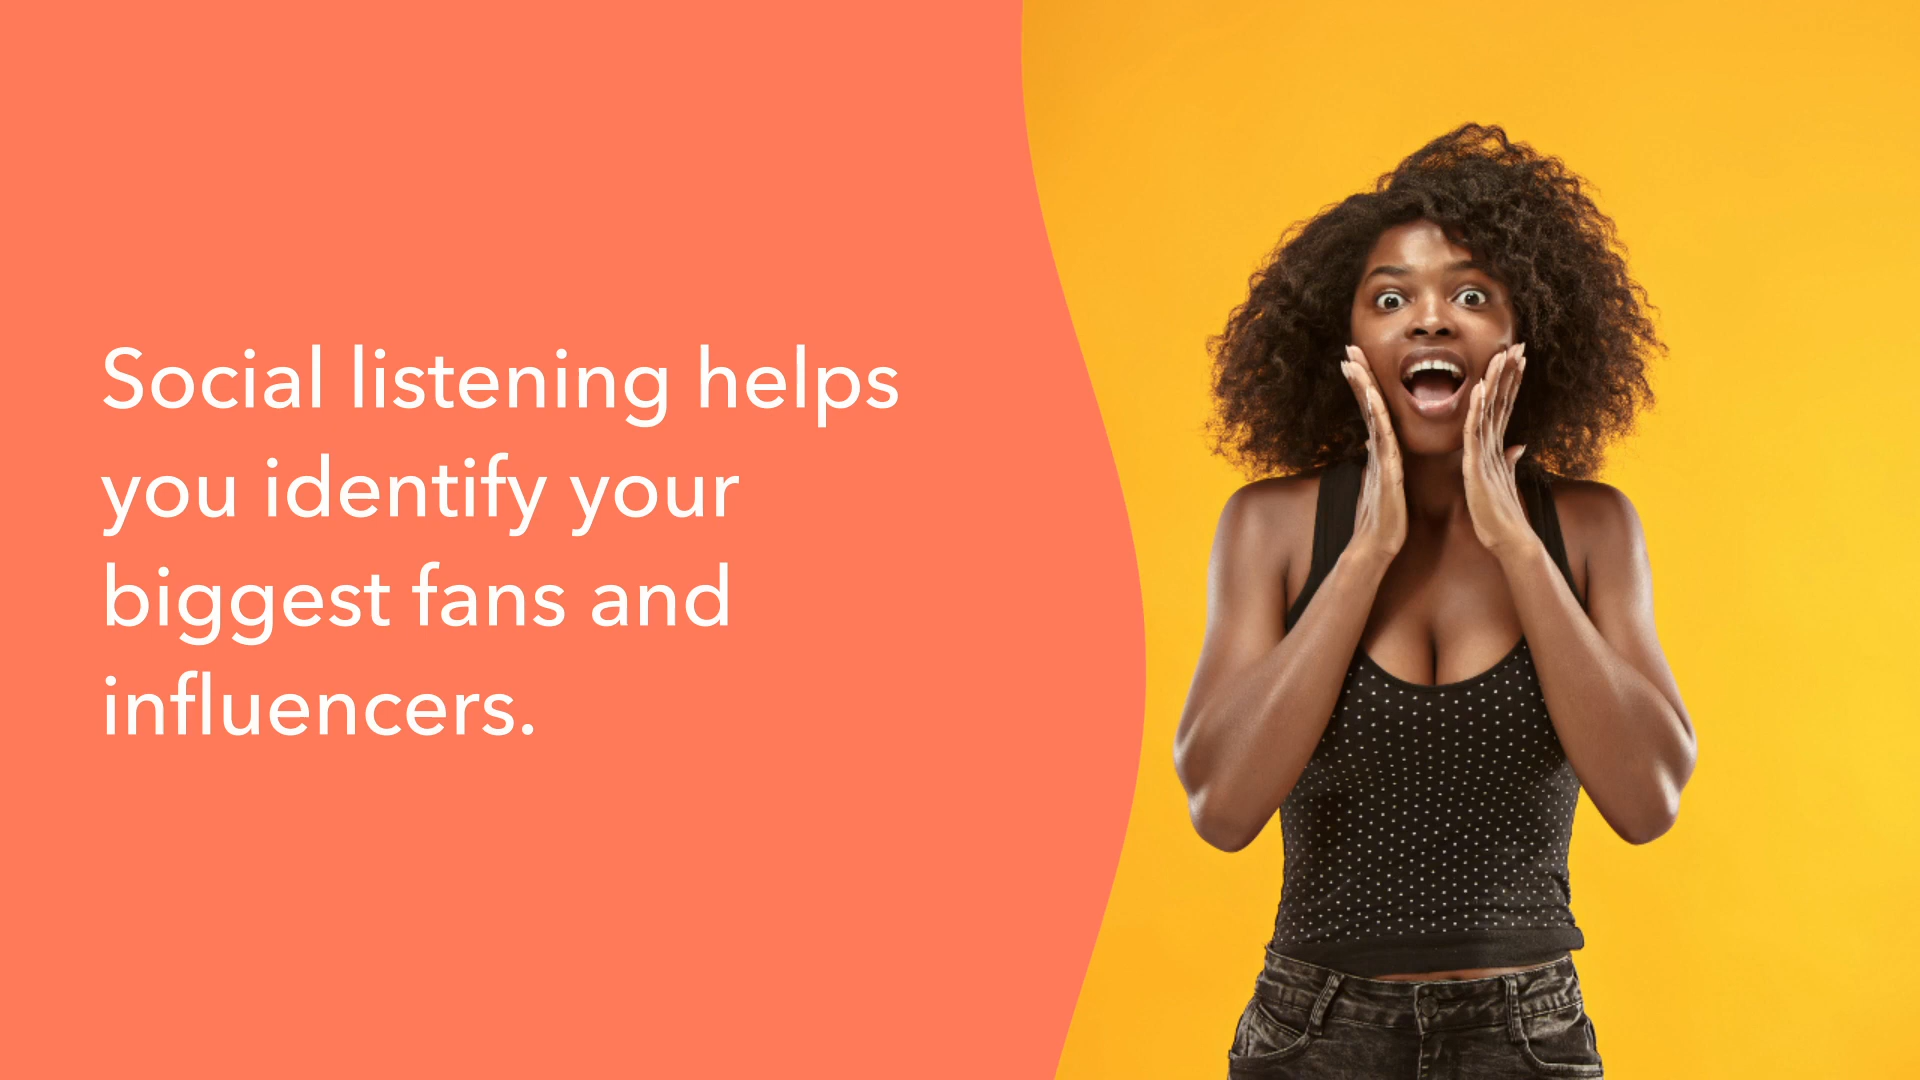 Social listening helps
you identify your
biggest fans and
influencers.